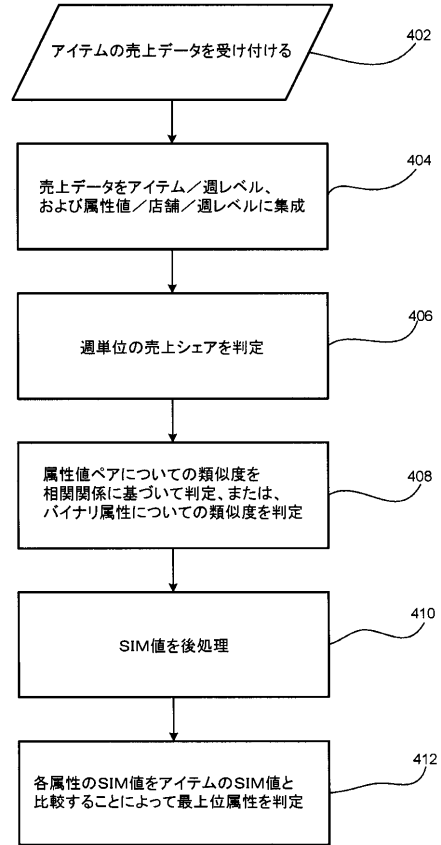 アイテムの売上データを受け付ける
402
売上データをアイテム／週レベル、
および属性値／店舗／週レベルに集成
404
週単位の売上シェアを判定
406
属性値ペアについての類似度を
相関関係に基づいて判定、または、
バイナリ属性についての類似度を判定
408
SIM値を後処理
410
各属性のSIM値をアイテムのSIM値と
比較することによって最上位属性を判定
412